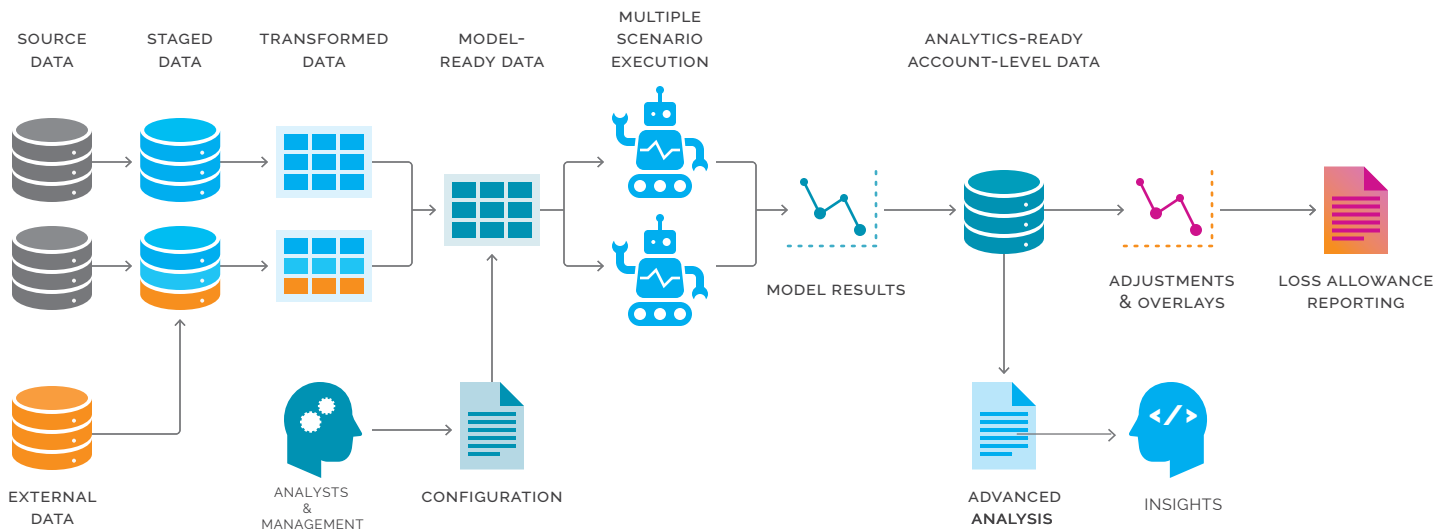 SOURCE
DATA
STAGED
DATA
TRANSFORMED
DATA
MODEL-
READY DATA
MULTIPLE
SCENARIO
EXECUTION
ANALYTICS-READY
ACCOUNT-LEVEL DATA
MODEL RESULTS
ADJUSTMENTS
& OVERLAYS
LOSS ALLOWANCE
REPORTING
</>
EXTERNAL
DATA
ANALYSTS
&
MANAGEMENT
CONFIGURATION
ADVANCED
ANALYSIS
INSIGHTS